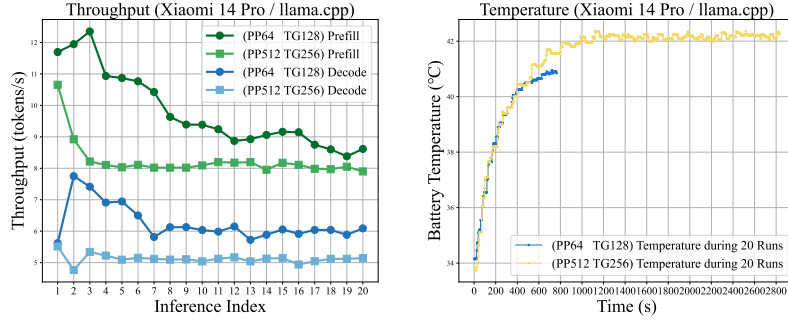 Throughput (Xiaomi 14 Pro / llama.cpp)
Throughput (tokens/s)
12
11
10
9
8
7
6
5
(PP64 TG128) Prefill
(PP512 TG256) Prefill
(PP64 TG128) Decode
(PP512 TG256) Decode
1 2 3 4 5 6 7 8 9 10 11 12 13 14 15 16 17 18 19 20
Inference Index
Temperature (Xiaomi 14 Pro / llama.cpp)
Battery Temperature (°C)
42
40
38
36
34
(PP64 TG128) Temperature during 20 Runs
(PP512 TG256) Temperature during 20 Runs
0 200 400 600 800 1000 1200 1400 1600 1800 2000 2200 2400 2600 2800
Time (s)